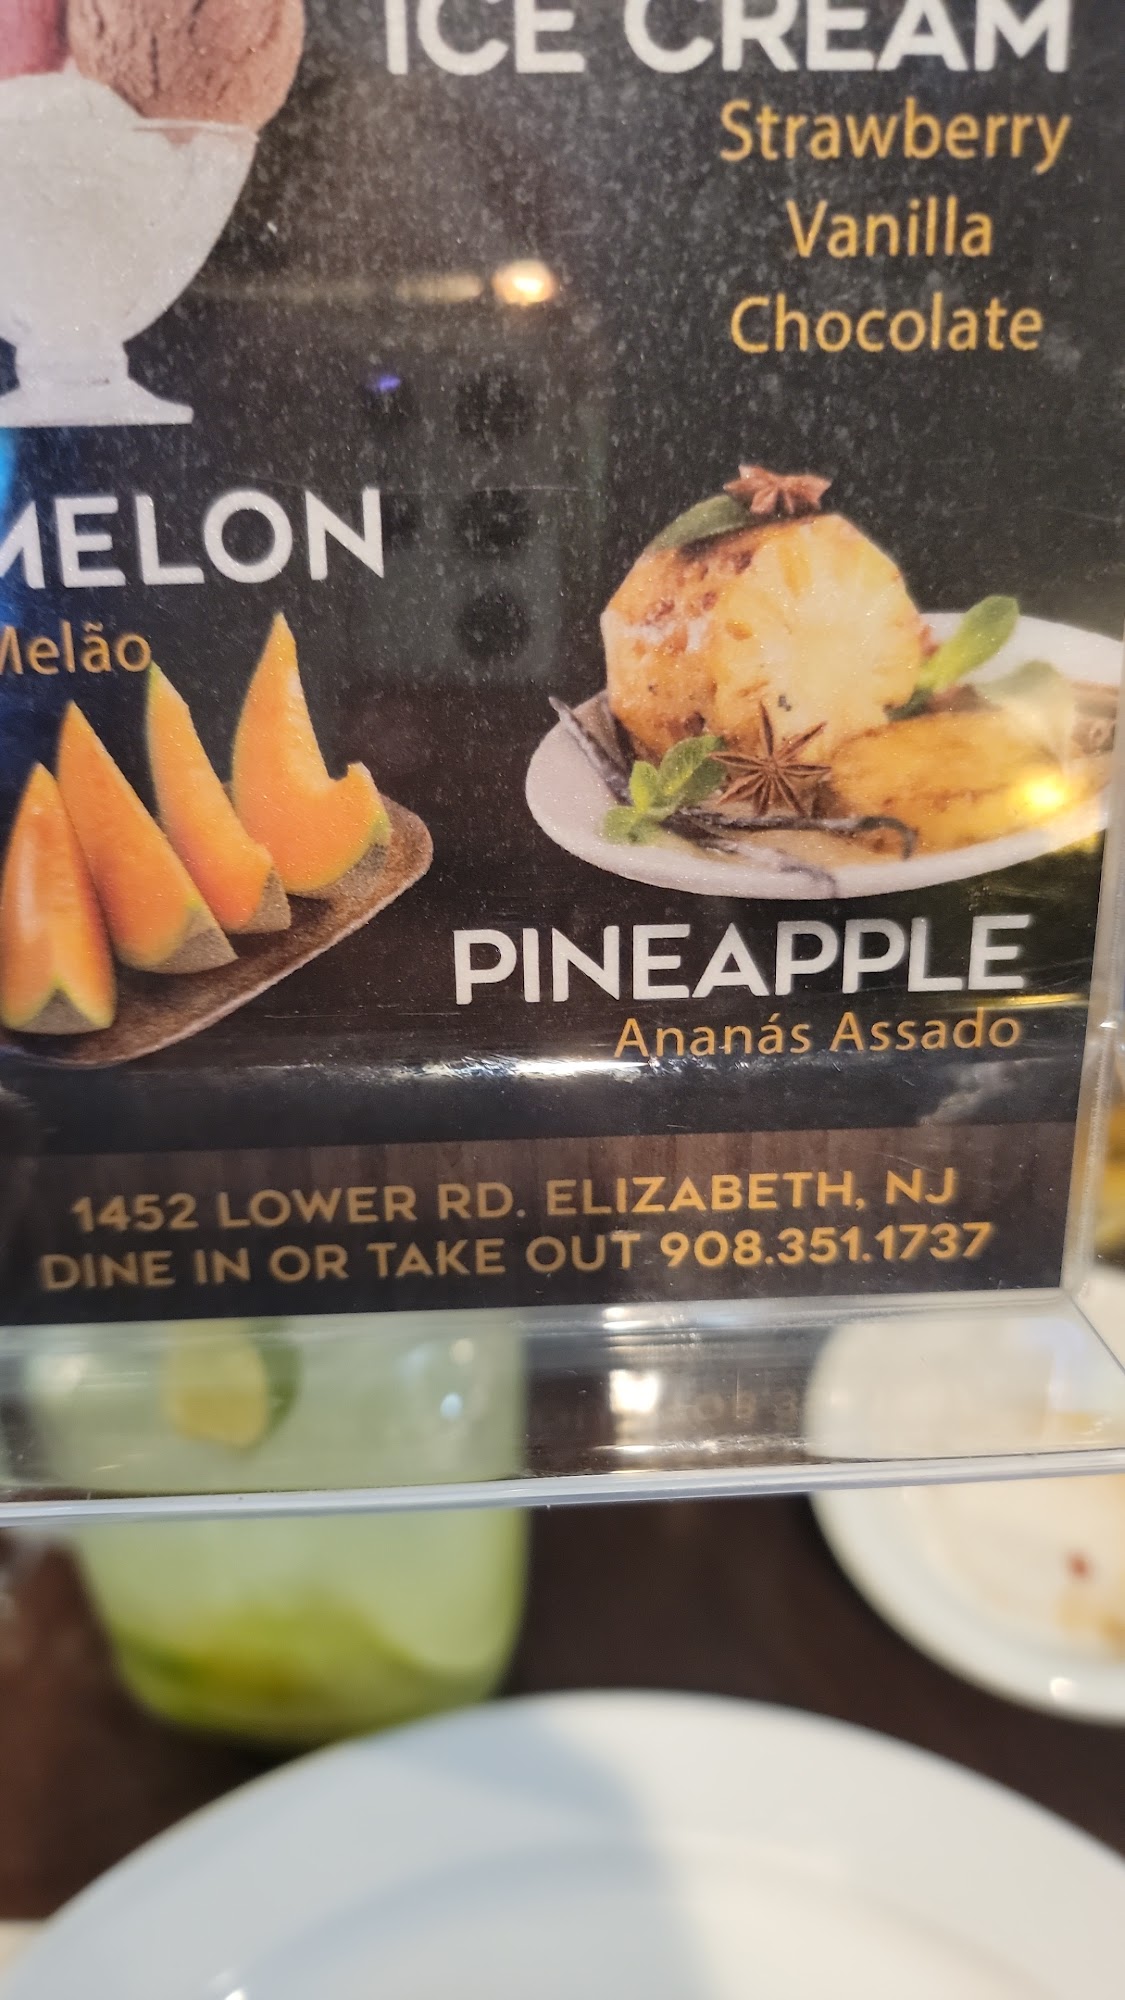 ICE CREAM
Strawberry
Vanilla
Chocolate
MELON
Melão
PINEAPPLE
Ananás Assado
1452 LOWER RD. ELIZABETH, NJ
DINE IN OR TAKE OUT 908.351.1737